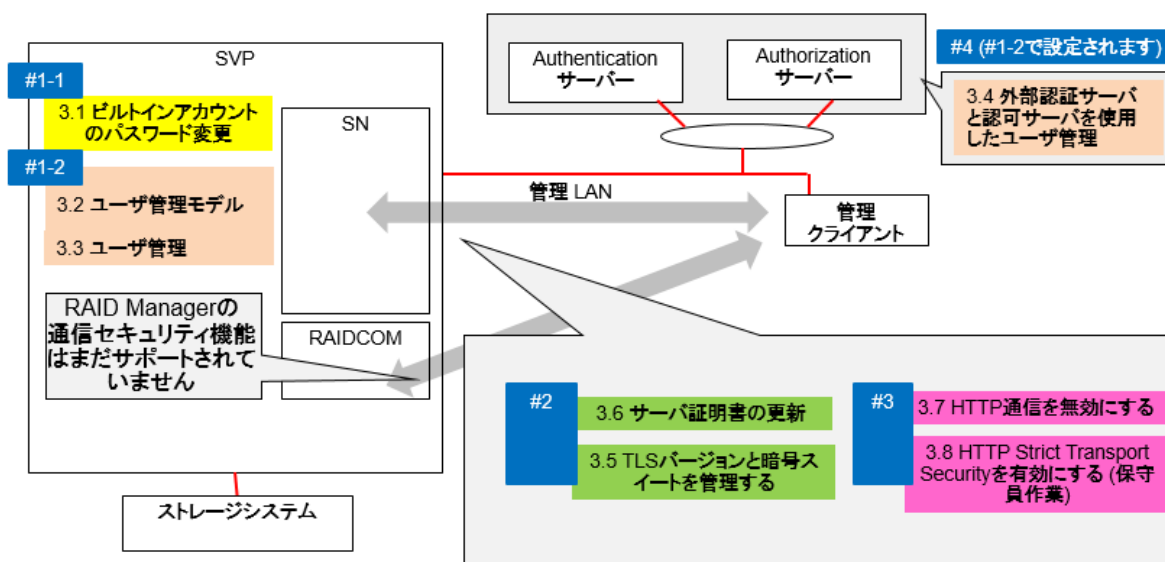 SVP
#1-1
3.1 ビルトインアカウント
のパスワード変更
#1-2
3.2 ユーザ管理モデル
3.3 ユーザ管理
RAID Managerの
通信セキュリティ機能
はまだサポートされて
いません
SN
RAIDCOM
ストレージシステム
Authentication
サーバー
Authorization
サーバー
#4 (#1-2で設定されます)
3.4 外部認証サーバ
と認可サーバを使用
したユーザ管理
管理 LAN
管理
クライアント
#2
3.6 サーバ証明書の更新
3.5 TLSバージョンと暗号ス
イートを管理する
#3
3.7 HTTP通信を無効にする
3.8 HTTP Strict Transport
Securityを有効にする (保守
員作業)